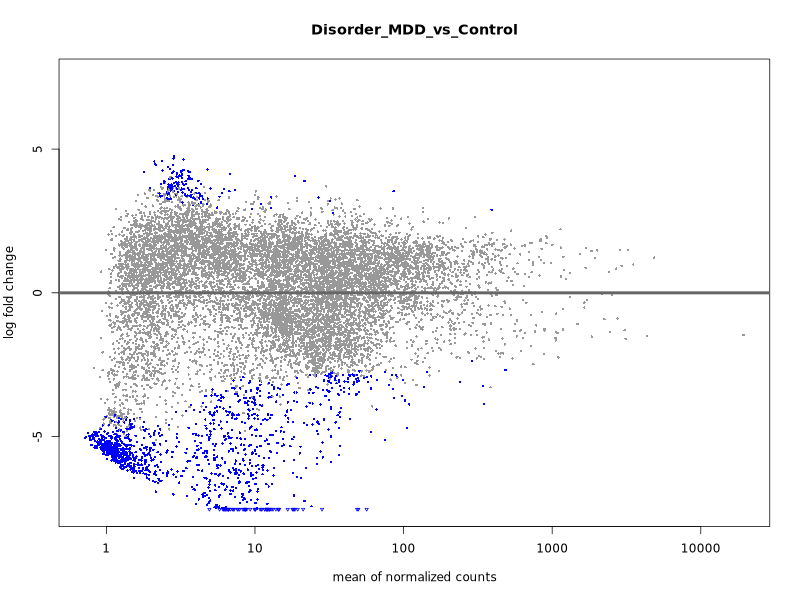 Disorder_MDD_vs_Control
log fold change
5
0
-5
1
10
100
1000
10000
mean of normalized counts